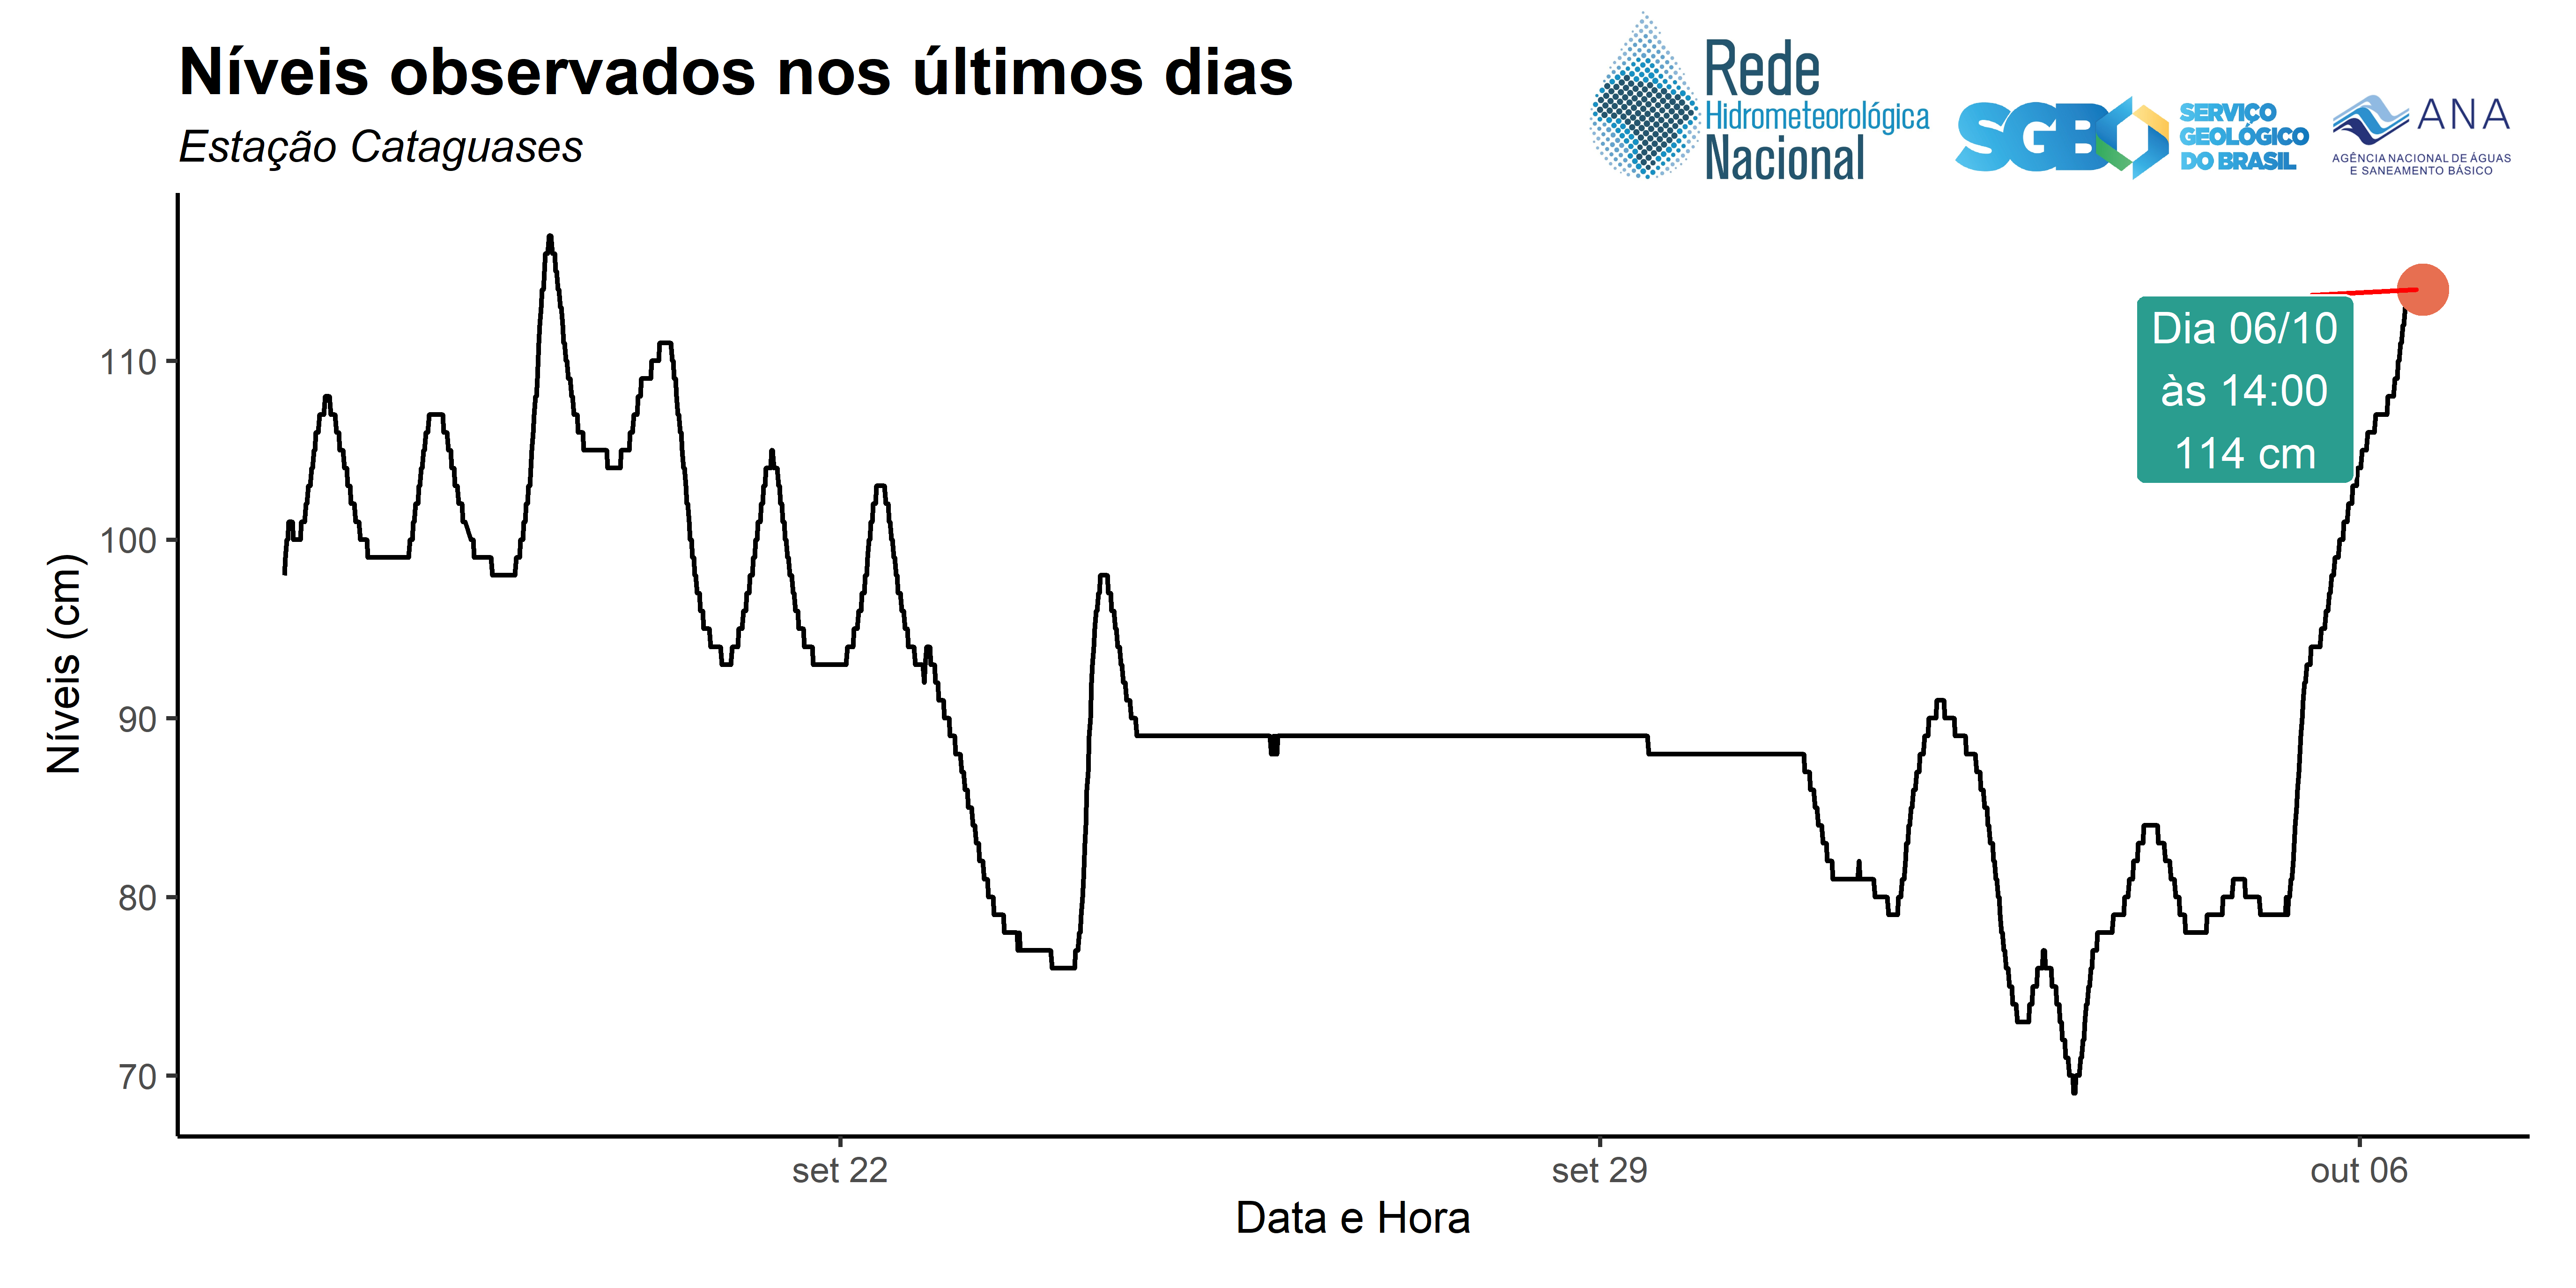 Níveis observados nos últimos dias
Estação Cataguases
Rede
Hidrometeorológica
Nacional
SGB
SERVIÇO
GEOLÓGICO
DO BRASIL
ANA
AGÊNCIA NACIONAL DE ÁGUAS
E SANEAMENTO BÁSICO
Níveis (cm)
110
100
90
80
70
Dia 06/10
às 14:00
114 cm
set 22
set 29
out 06
Data e Hora